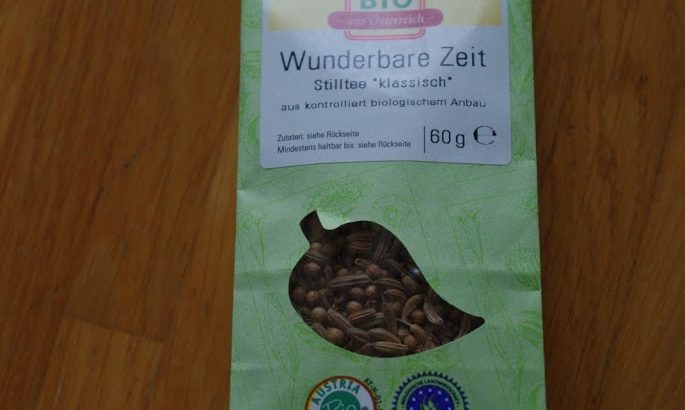 BIO
aus Österreich
Wunderbare Zeit
Stilltee "klassisch"
aus kontrolliert biologischem Anbau
Zutaten: siehe Rückseite
Mindestens haltbar bis: siehe Rückseite
60 g ℮
AUSTRIA